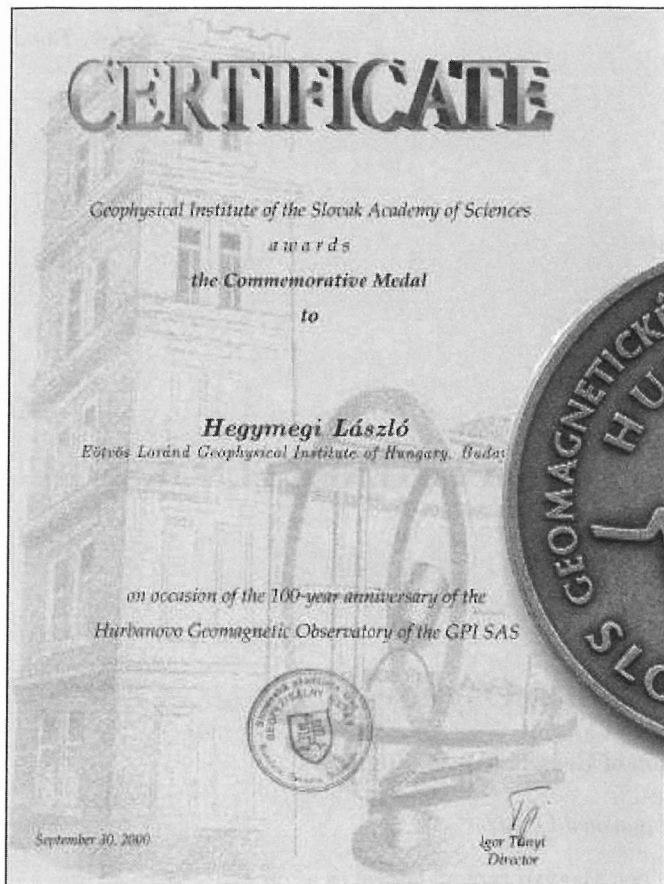 CERTIFICATE
Geophysical Institute of the Slovak Academy of Sciences
awards
the Commemorative Medal
to
Hegymegi László
Eötvös Loránd Geophysical Institute of Hungary, Budap
on occasion of the 100-year anniversary of the
Hurbanovo Geomagnetic Observatory of the GPI SAS
GEOMAGNETICKÉ
HU
September 30, 2000
Igor Túnyi
Director